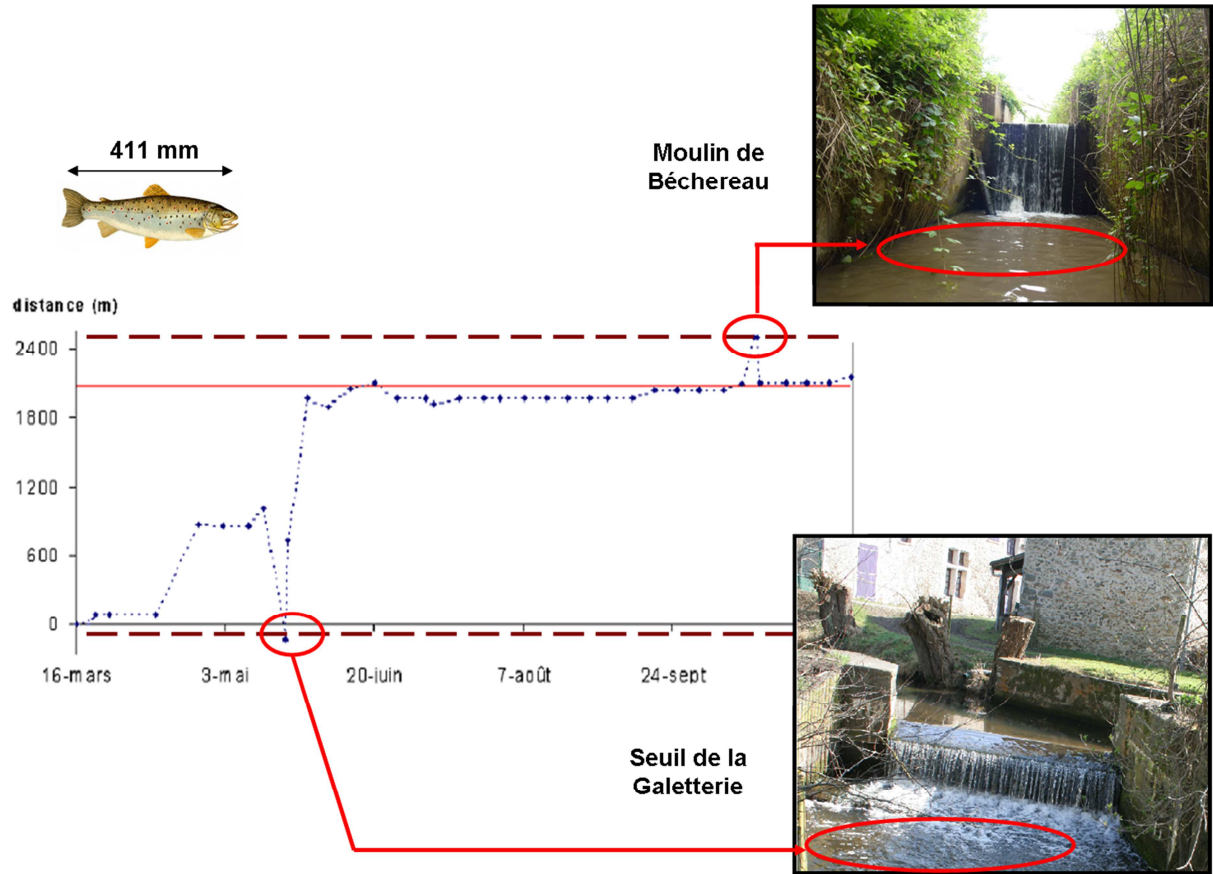 411 mm
Moulin de
Béchereau
distance (m)
2400
1800
1200
600
0
16-mars 3-mai 20-juin 7-août 24-sept
Seuil de la
Galetterie